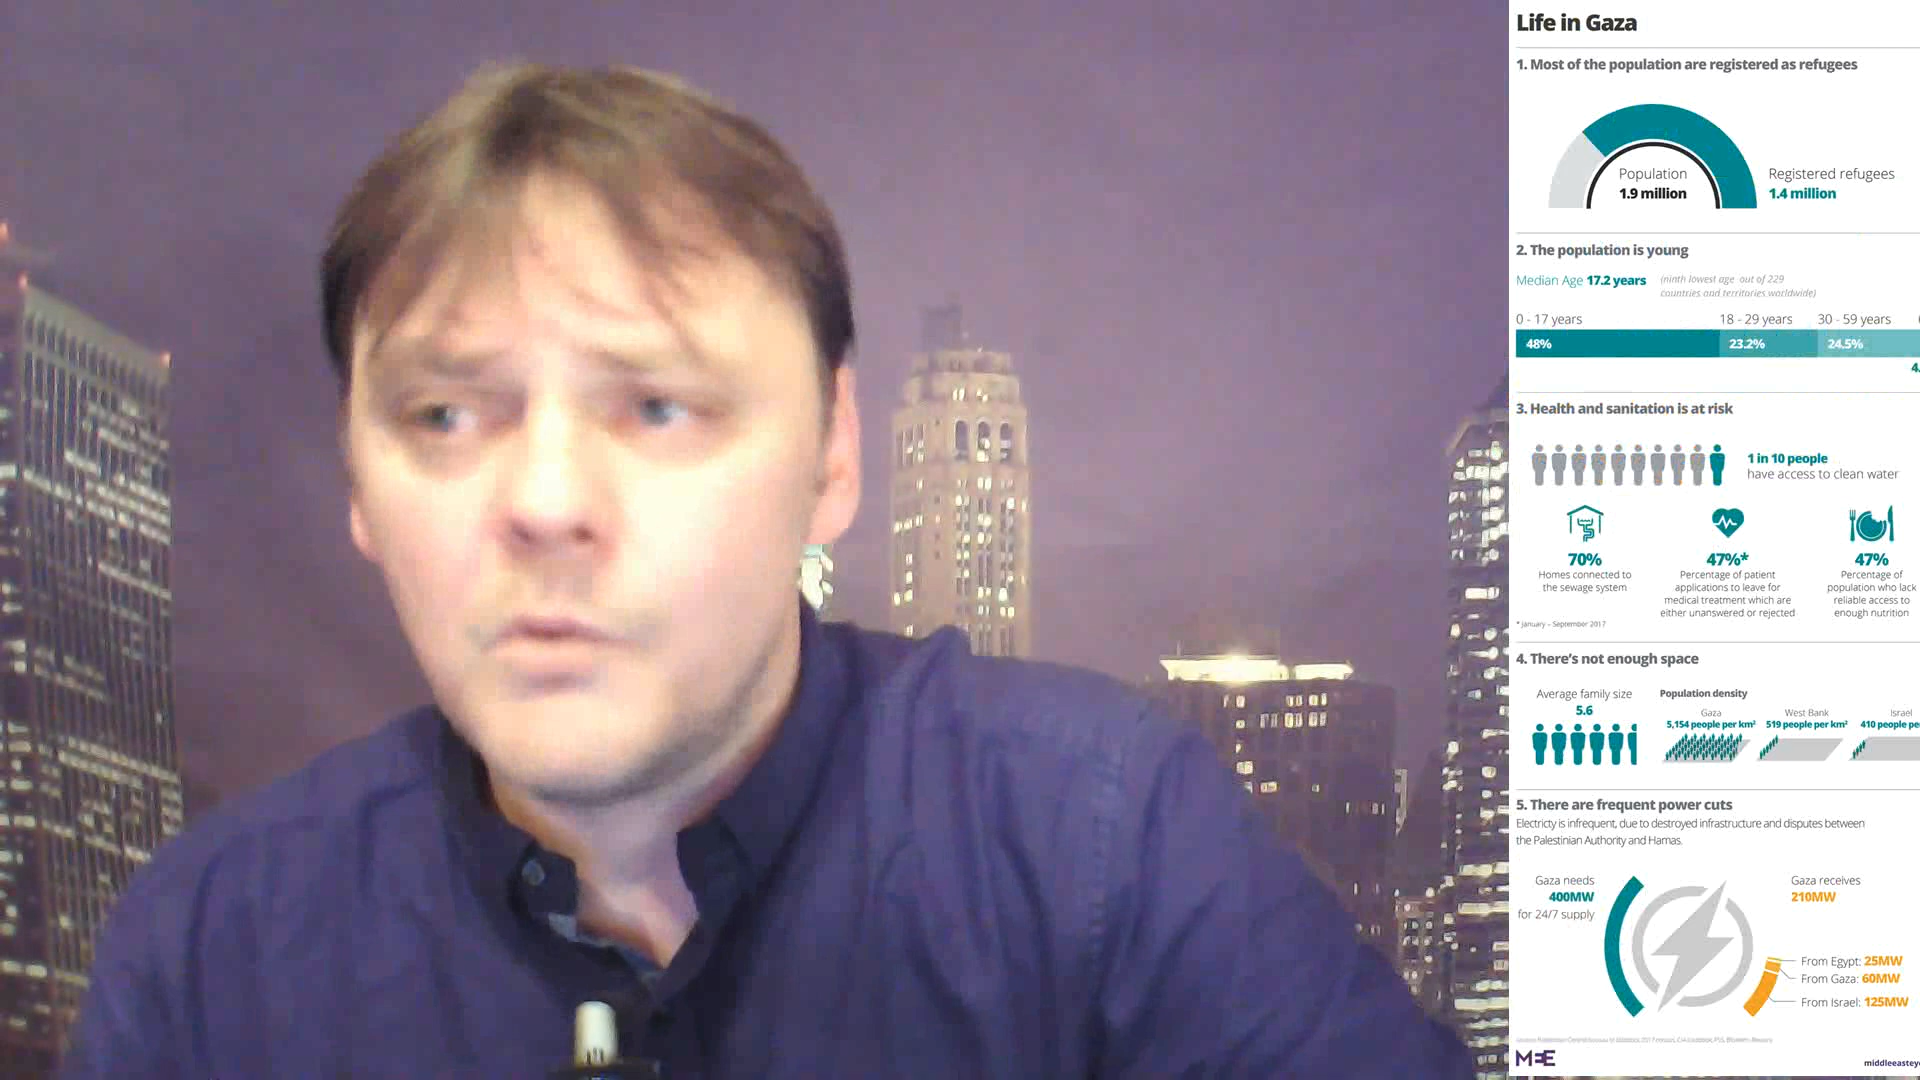 Life in Gaza
1. Most of the population are registered as refugees
Population
1.9 million
Registered refugees
1.4 million
2. The population is young
Median Age 17.2 years
(ninth lowest age out of 229
countries and territories worldwide)
0 - 17 years
18 - 29 years
30 - 59 years
48%
23.2%
24.5%
4.
3. Health and sanitation is at risk
1 in 10 people
have access to clean water
70%
Homes connected to
the sewage system
47%*
Percentage of patient
applications to leave for
medical treatment which are
either unanswered or rejected
47%
Percentage of
population who lack
reliable access to
enough nutrition
* January – September 2017
4. There's not enough space
Average family size
5.6
Population density
Gaza
5,154 people per km²
West Bank
519 people per km²
Israel
410 people pe
5. There are frequent power cuts
Electricty is infrequent, due to destroyed infrastructure and disputes between
the Palestinian Authority and Hamas.
Gaza needs
400MW
for 24/7 supply
Gaza receives
210MW
From Egypt: 25MW
From Gaza: 60MW
From Israel: 125MW
MEE
middleeastey